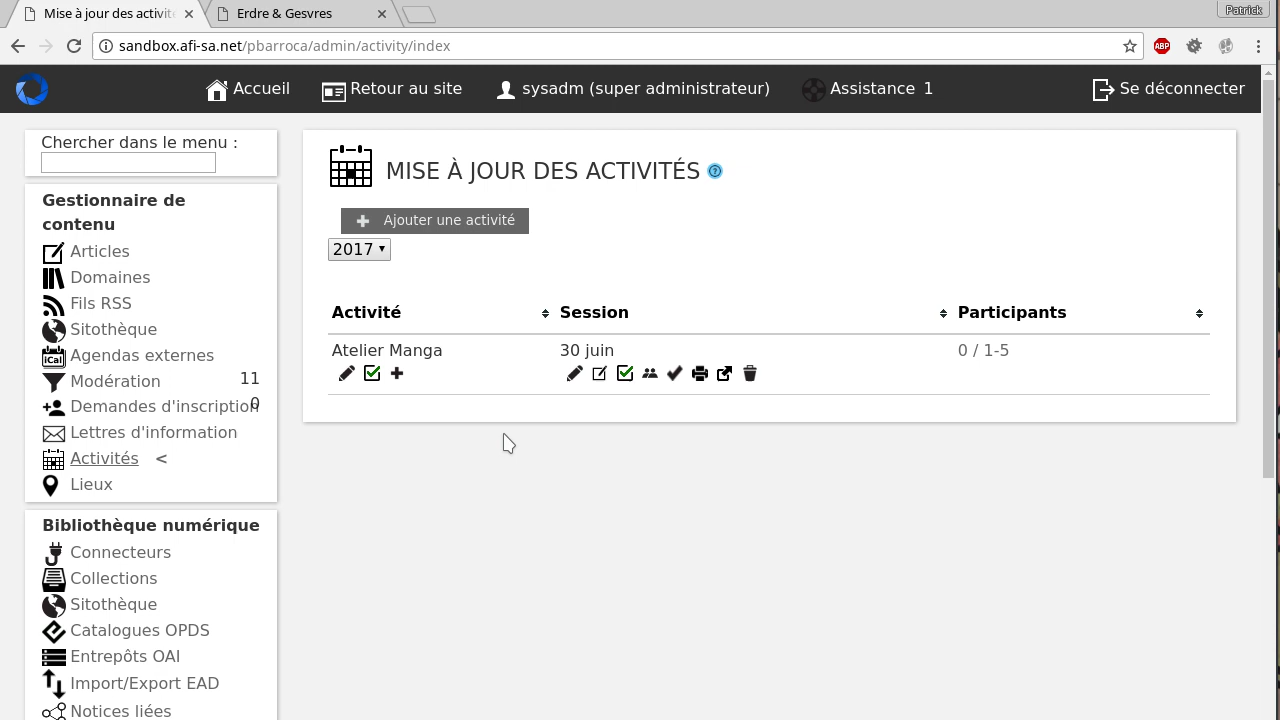 Mise à jour des activité
Erdre & Gesvres
Patrick
sandbox.afi-sa.net/pbarroca/admin/activity/index
ABP
Accueil
Retour au site
sysadm (super administrateur)
Assistance 1
Se déconnecter
Chercher dans le menu :
Gestionnaire de
contenu
Articles
Domaines
Fils RSS
Sitothèque
iCal Agendas externes
Modération 11
Demandes d'inscription 0
Lettres d'information
Activités <
Lieux
Bibliothèque numérique
Connecteurs
Collections
Sitothèque
Catalogues OPDS
Entrepôts OAI
Import/Export EAD
Notices liées
MISE À JOUR DES ACTIVITÉS ?
+ Ajouter une activité
2017
Activité Session Participants
Atelier Manga 30 juin 0 / 1-5